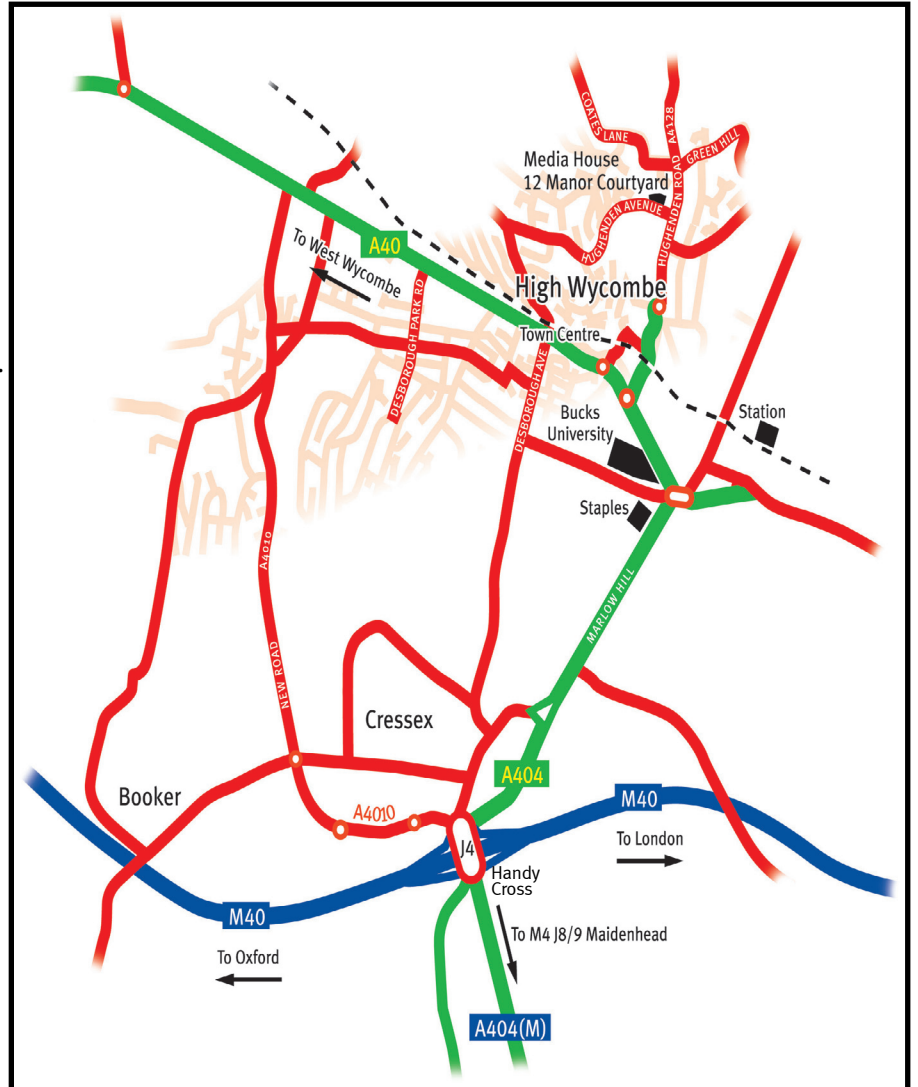 COATES
LANE
A4128
GREEN HILL
Media House
12 Manor Courtyard
HUGHENDEN AVENUE
HUGHENDEN ROAD
A40
To West Wycombe
High Wycombe
Town Centre
DESBOROUGH PARK RD
DESBOROUGH AVE
Bucks
University
Station
Staples
A4010
MARLOW HILL
NEW ROAD
Cressex
A404
Booker
M40
A4010
To London
J4
Handy
Cross
M40
To M4 J8/9 Maidenhead
To Oxford
A404(M)